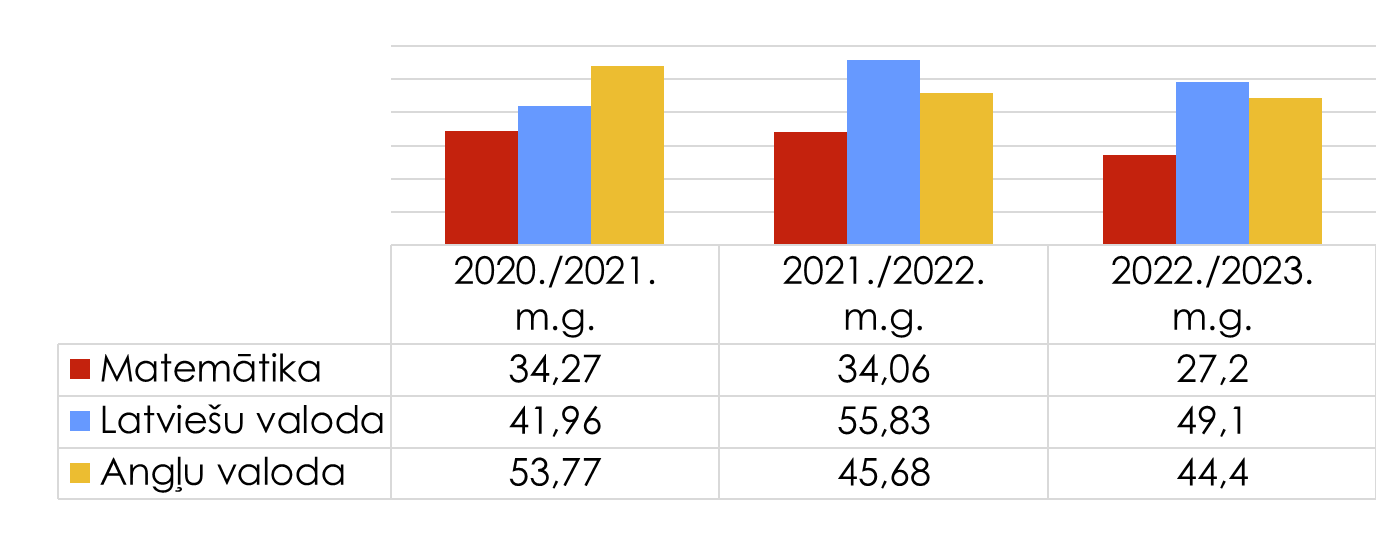 2020./2021. 2021./2022. 2022./2023.
m.g. m.g. m.g.
Matemātika 34,27 34,06 27,2
Latviešu valoda 41,96 55,83 49,1
Angļu valoda 53,77 45,68 44,4